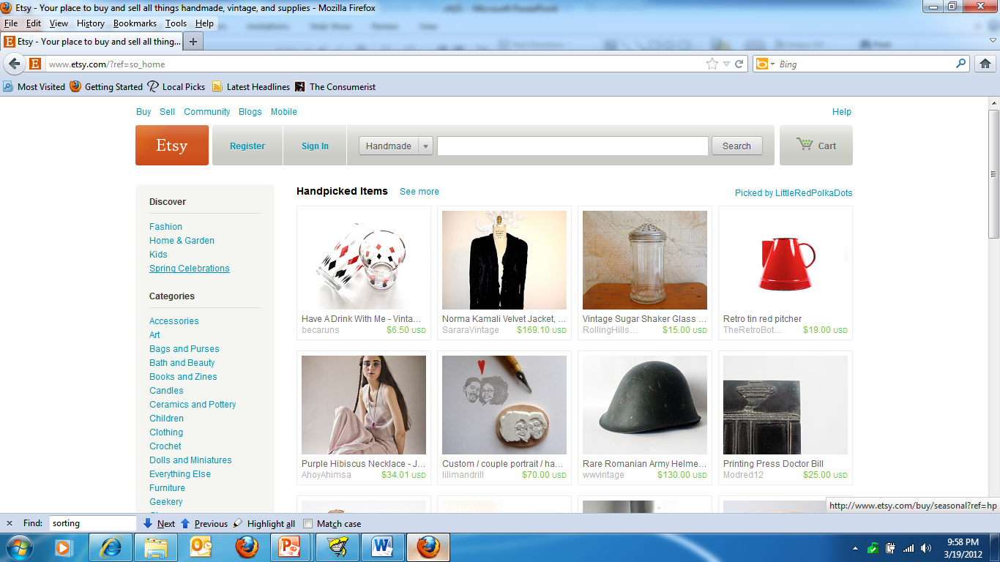 Etsy - Your place to buy and sell all things handmade, vintage, and supplies - Mozilla Firefox
File Edit View History Bookmarks Tools Help
Etsy - Your place to buy and sell all thing...
www.etsy.com/?ref=so_home
Bing
Most Visited Getting Started Local Picks Latest Headlines The Consumerist
Buy Sell Community Blogs Mobile Help
Etsy Register Sign In Handmade Search Cart
Discover
Fashion
Home & Garden
Kids
Spring Celebrations
Categories
Accessories
Art
Bags and Purses
Bath and Beauty
Books and Zines
Candles
Ceramics and Pottery
Children
Clothing
Crochet
Dolls and Miniatures
Everything Else
Furniture
Geekery
Handpicked Items See more Picked by LittleRedPolkaDots
Have A Drink With Me - Vinta...
becaruns $6.50 USD
Norma Kamali Velvet Jacket, ...
SararaVintage $169.10 USD
Vintage Sugar Shaker Glass ...
RollingHills... $15.00 USD
Retro tin red pitcher
TheRetroBot... $19.00 USD
Purple Hibiscus Necklace - J...
AhoyAhimsa $34.01 USD
Custom / couple portrait / ha...
lilimandrill $70.00 USD
Rare Romanian Army Helme...
wwvintage $130.00 USD
Printing Press Doctor Bill
Modred12 $25.00 USD
http://www.etsy.com/buy/seasonal?ref=hp
Find: sorting Next Previous Highlight all Match case
9:58 PM
3/19/2012